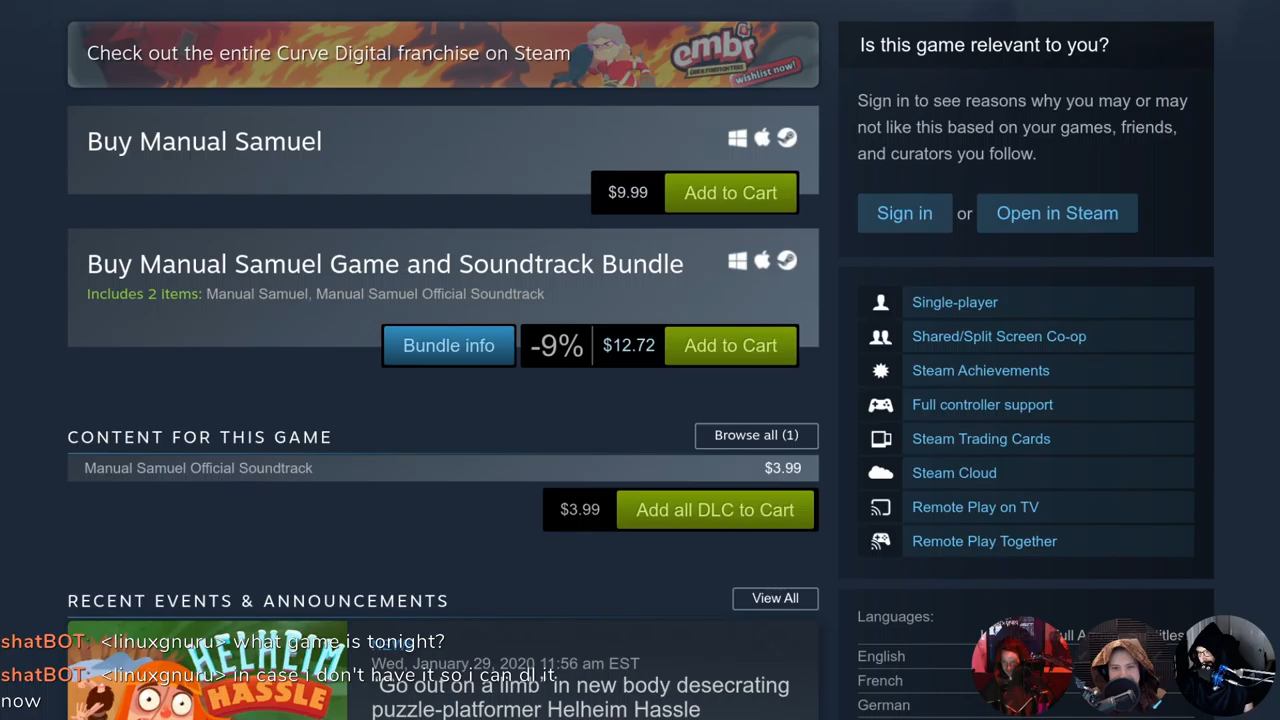 Check out the entire Curve Digital franchise on Steam
embr
wishlist now!
Buy Manual Samuel
$9.99
Add to Cart
Buy Manual Samuel Game and Soundtrack Bundle
Includes 2 items: Manual Samuel, Manual Samuel Official Soundtrack
Bundle info
-9%
$12.72
Add to Cart
CONTENT FOR THIS GAME
Browse all (1)
Manual Samuel Official Soundtrack
$3.99
$3.99
Add all DLC to Cart
RECENT EVENTS & ANNOUNCEMENTS
View All
HELHEIM
HASSLE
Wed, January 29, 2020 11:56 am EST
"Go out on a limb" in new body desecrating
puzzle-platformer Helheim Hassle
shatBOT: <linuxgnuru> what game is tonight?
shatBOT: <linuxgnuru> in case i don't have it so i can dl it
now
Is this game relevant to you?
Sign in to see reasons why you may or may
not like this based on your games, friends,
and curators you follow.
Sign in
or
Open in Steam
Single-player
Shared/Split Screen Co-op
Steam Achievements
Full controller support
Steam Trading Cards
Steam Cloud
Remote Play on TV
Remote Play Together
Languages:
English
French
German